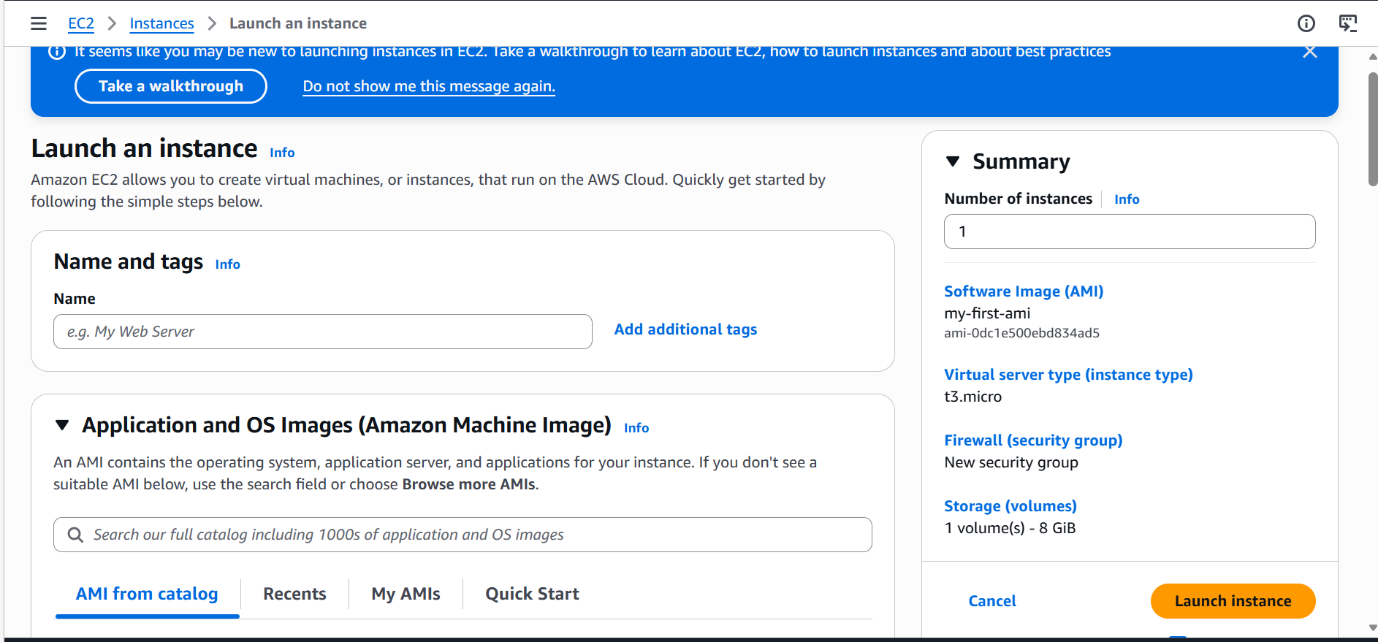 EC2 > Instances > Launch an instance
It seems like you may be new to launching instances in EC2. Take a walkthrough to learn about EC2, how to launch instances and about best practices
Take a walkthrough
Do not show me this message again.
Launch an instance Info
Amazon EC2 allows you to create virtual machines, or instances, that run on the AWS Cloud. Quickly get started by
following the simple steps below.
Name and tags Info
Name
e.g. My Web Server
Add additional tags
Application and OS Images (Amazon Machine Image) Info
An AMI contains the operating system, application server, and applications for your instance. If you don't see a
suitable AMI below, use the search field or choose Browse more AMIs.
Search our full catalog including 1000s of application and OS images
AMI from catalog
Recents
My AMIs
Quick Start
Summary
Number of instances Info
1
Software Image (AMI)
my-first-ami
ami-0dc1e500ebd834ad5
Virtual server type (instance type)
t3.micro
Firewall (security group)
New security group
Storage (volumes)
1 volume(s) - 8 GiB
Cancel
Launch instance